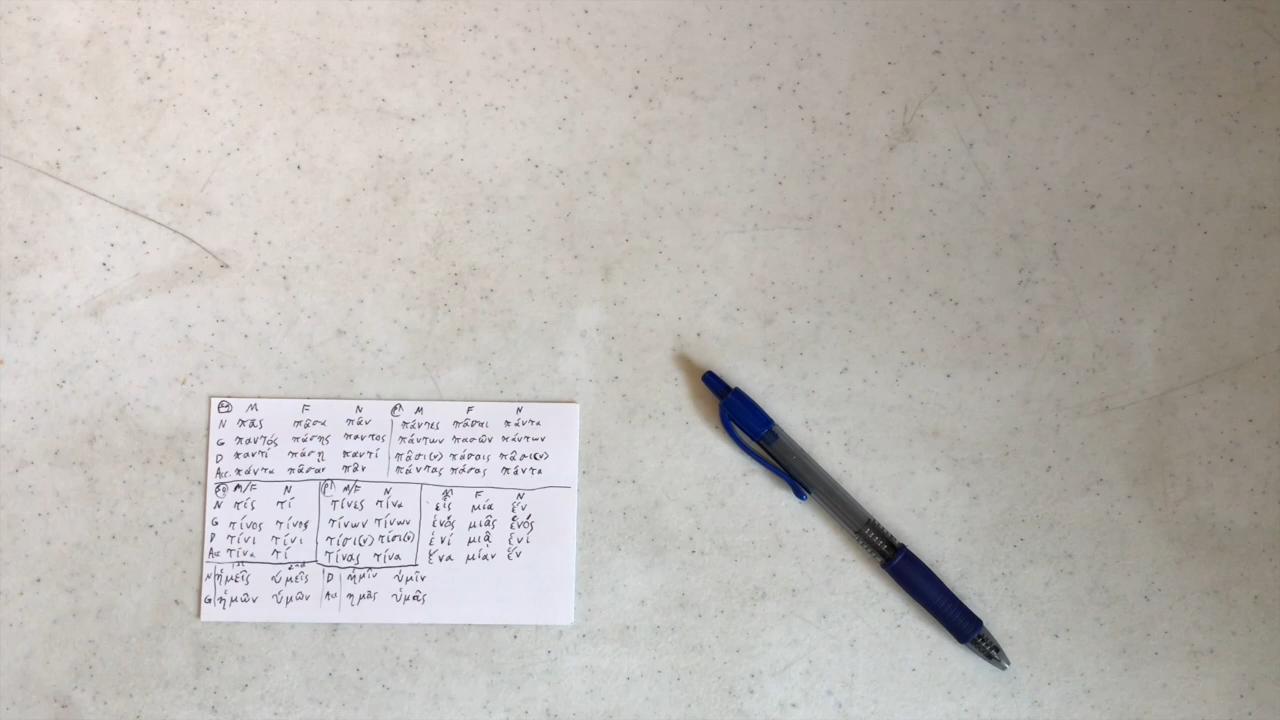 Sg M F N Pl M F N
N πᾶς πᾶσα πᾶν πάντες πᾶσαι πάντα
G παντός πάσης παντος πάντων πασῶν πάντων
D παντί πάσῃ παντί πᾶσι(ν) πάσαις πᾶσι(ν)
Acc. πάντα πᾶσαν πᾶν πάντας πάσας πάντα
Sg M/F N Pl M/F N M F N
N τίς τί τίνες τίνα εἷς μία ἕν
G τίνος τίνος τίνων τίνων ἑνός μιᾶς ἑνός
D τίνι τίνι τίσι(ν) τίσι(ν) ἑνί μιᾷ ἑνί
Acc τίνα τί τίνας τίνα ἕνα μίαν ἕν
1st 2nd
N ἡμεῖς ὑμεῖς D ἡμῖν ὑμῖν
G ἡμῶν ὑμῶν Acc ημᾶς ὑμᾶς